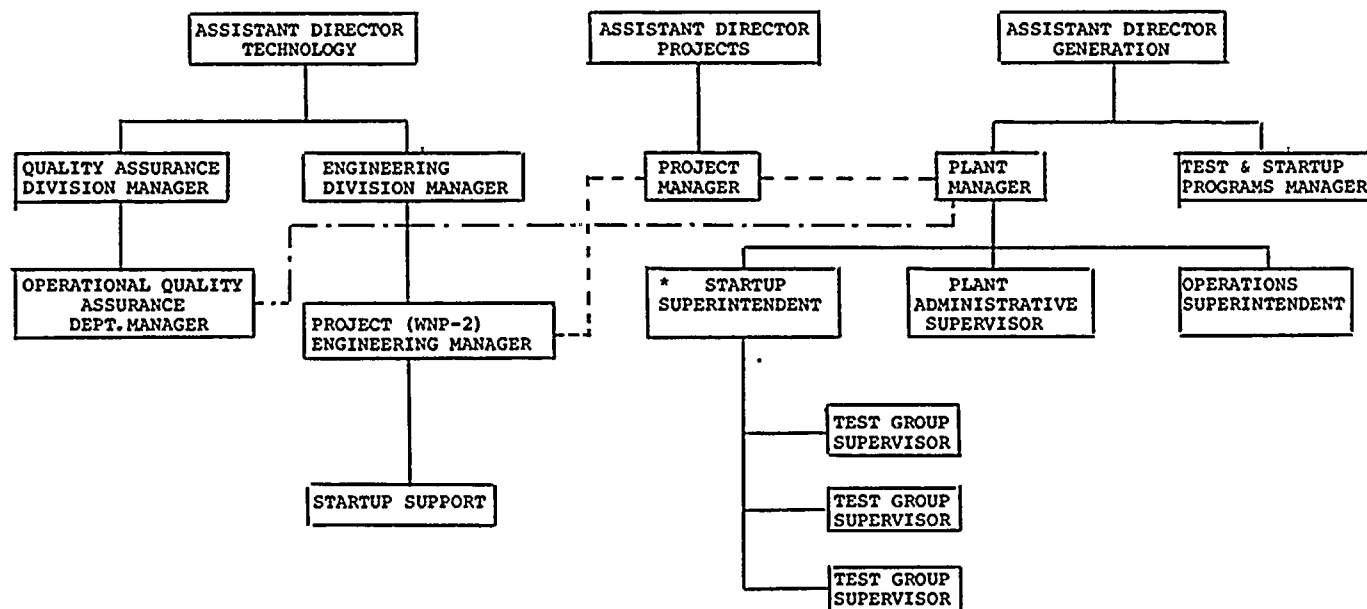 ASSISTANT DIRECTOR
TECHNOLOGY
ASSISTANT DIRECTOR
PROJECTS
ASSISTANT DIRECTOR
GENERATION
QUALITY ASSURANCE
DIVISION MANAGER
ENGINEERING
DIVISION MANAGER
PROJECT
MANAGER
PLANT
MANAGER
TEST & STARTUP
PROGRAMS MANAGER
OPERATIONAL QUALITY
ASSURANCE
DEPT.MANAGER
PROJECT (WNP-2)
ENGINEERING MANAGER
* STARTUP
SUPERINTENDENT
PLANT
ADMINISTRATIVE
SUPERVISOR
OPERATIONS
SUPERINTENDENT
STARTUP SUPPORT
TEST GROUP
SUPERVISOR
TEST GROUP
SUPERVISOR
TEST GROUP
SUPERVISOR